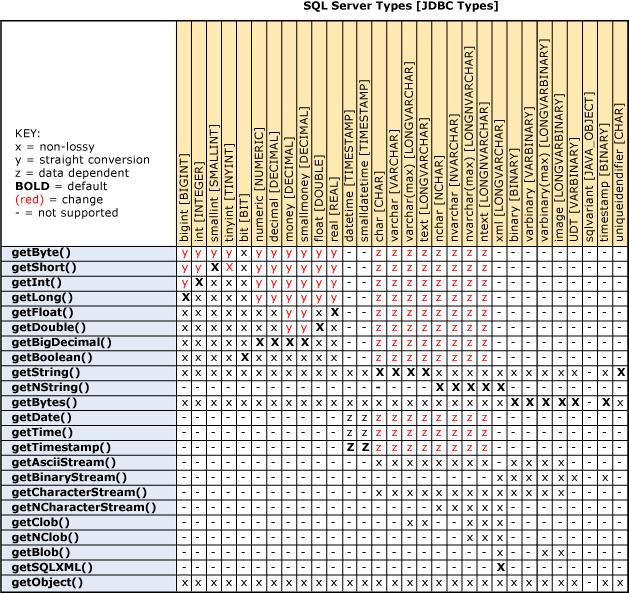 SQL Server Types [JDBC Types]
KEY:
x = non-lossy
y = straight conversion
z = data dependent
BOLD = default
(red) = change
- = not supported
bigint [BIGINT]
int [INTEGER]
smallint [SMALLINT]
tinyint [TINYINT]
bit [BIT]
numeric [NUMERIC]
decimal [DECIMAL]
money [DECIMAL]
smallmoney [DECIMAL]
float [DOUBLE]
real [REAL]
datetime [TIMESTAMP]
smalldatetime [TIMESTAMP]
char [CHAR]
varchar [VARCHAR]
varchar(max) [LONGVARCHAR]
text [LONGVARCHAR]
nchar [NCHAR]
nvarchar [NVARCHAR]
nvarchar(max) [LONGNVARCHAR]
ntext [LONGNVARCHAR]
xml [LONGVARCHAR]
binary [BINARY]
varbinary [VARBINARY]
varbinary(max) [LONGVARBINARY]
image [LONGVARBINARY]
UDT [VARBINARY]
sqlvariant [JAVA_OBJECT]
timestamp [BINARY]
uniqueidendifier [CHAR]
getByte() y y y y x y y y y y y - - z z z z z z z z - - - - - - - - -
getShort() y y x x x y y y y y y - - z z z z z z z z - - - - - - - - -
getInt() y x x x x y y y y y y - - z z z z z z z z - - - - - - - - -
getLong() x x x x x y y y y y y - - z z z z z z z z - - - - - - - - -
getFloat() x x x x x x x y y x x - - z z z z z z z z - - - - - - - - -
getDouble() x x x x x x x y y x x - - z z z z z z z z - - - - - - - - -
getBigDecimal() x x x x x x x x x x x - - z z z z z z z z - - - - - - - - -
getBoolean() x x x x x x x x x x x - - z z z z z z z z - - - - - - - - -
getString() x x x x x x x x x x x x x x x x x x x x x x x x x x x - x x
getNString() - - - - - - - - - - - - - - - - - x x x x x - - - - - - - -
getBytes() x x x x x x x x x x x x x x x x x x x x x x x x x x x - x x
getDate() - - - - - - - - - - - z z z z z z z z z z - - - - - - - - -
getTime() - - - - - - - - - - - z z z z z z z z z z - - - - - - - - -
getTimestamp() - - - - - - - - - - - z z z z z z z z z z - - - - - - - - -
getAsciiStream() - - - - - - - - - - - - - x x x x x x x x - x x x x - - - -
getBinaryStream() - - - - - - - - - - - - - - - - - - - - - x x x x x x - x -
getCharacterStream() - - - - - - - - - - - - - x x x x x x x x x x x x x - - - -
getNCharacterStream() - - - - - - - - - - - - - - - - - x x x x x - - - - - - - -
getClob() - - - - - - - - - - - - - - - x x - - x x x - - - - - - - -
getNClob() - - - - - - - - - - - - - - - - - - - x x x - - - - - - - -
getBlob() - - - - - - - - - - - - - - - - - - - - - x - - x x - - - -
getSQLXML() - - - - - - - - - - - - - - - - - - - - - x - - - - - - - -
getObject() x x x x x x x x x x x x x x x x x x x x x x x x x x x - x x